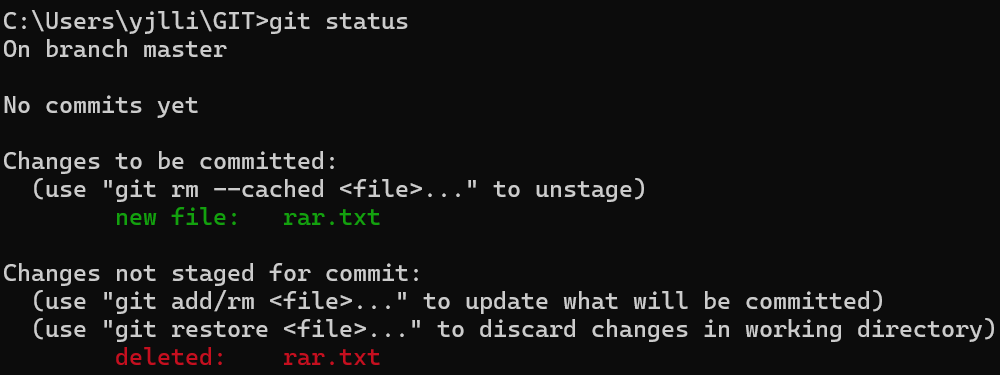 C:\Users\yjlli\GIT>git status
On branch master
No commits yet
Changes to be committed:
  (use "git rm --cached <file>..." to unstage)
        new file:   rar.txt
Changes not staged for commit:
  (use "git add/rm <file>..." to update what will be committed)
  (use "git restore <file>..." to discard changes in working directory)
        deleted:    rar.txt